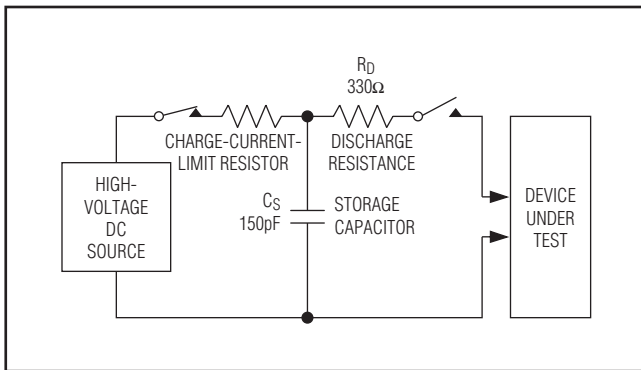 R_D
330Ω
CHARGE-CURRENT-
LIMIT RESISTOR
DISCHARGE
RESISTANCE
HIGH-
VOLTAGE
DC
SOURCE
C_S
150pF
STORAGE
CAPACITOR
DEVICE
UNDER
TEST